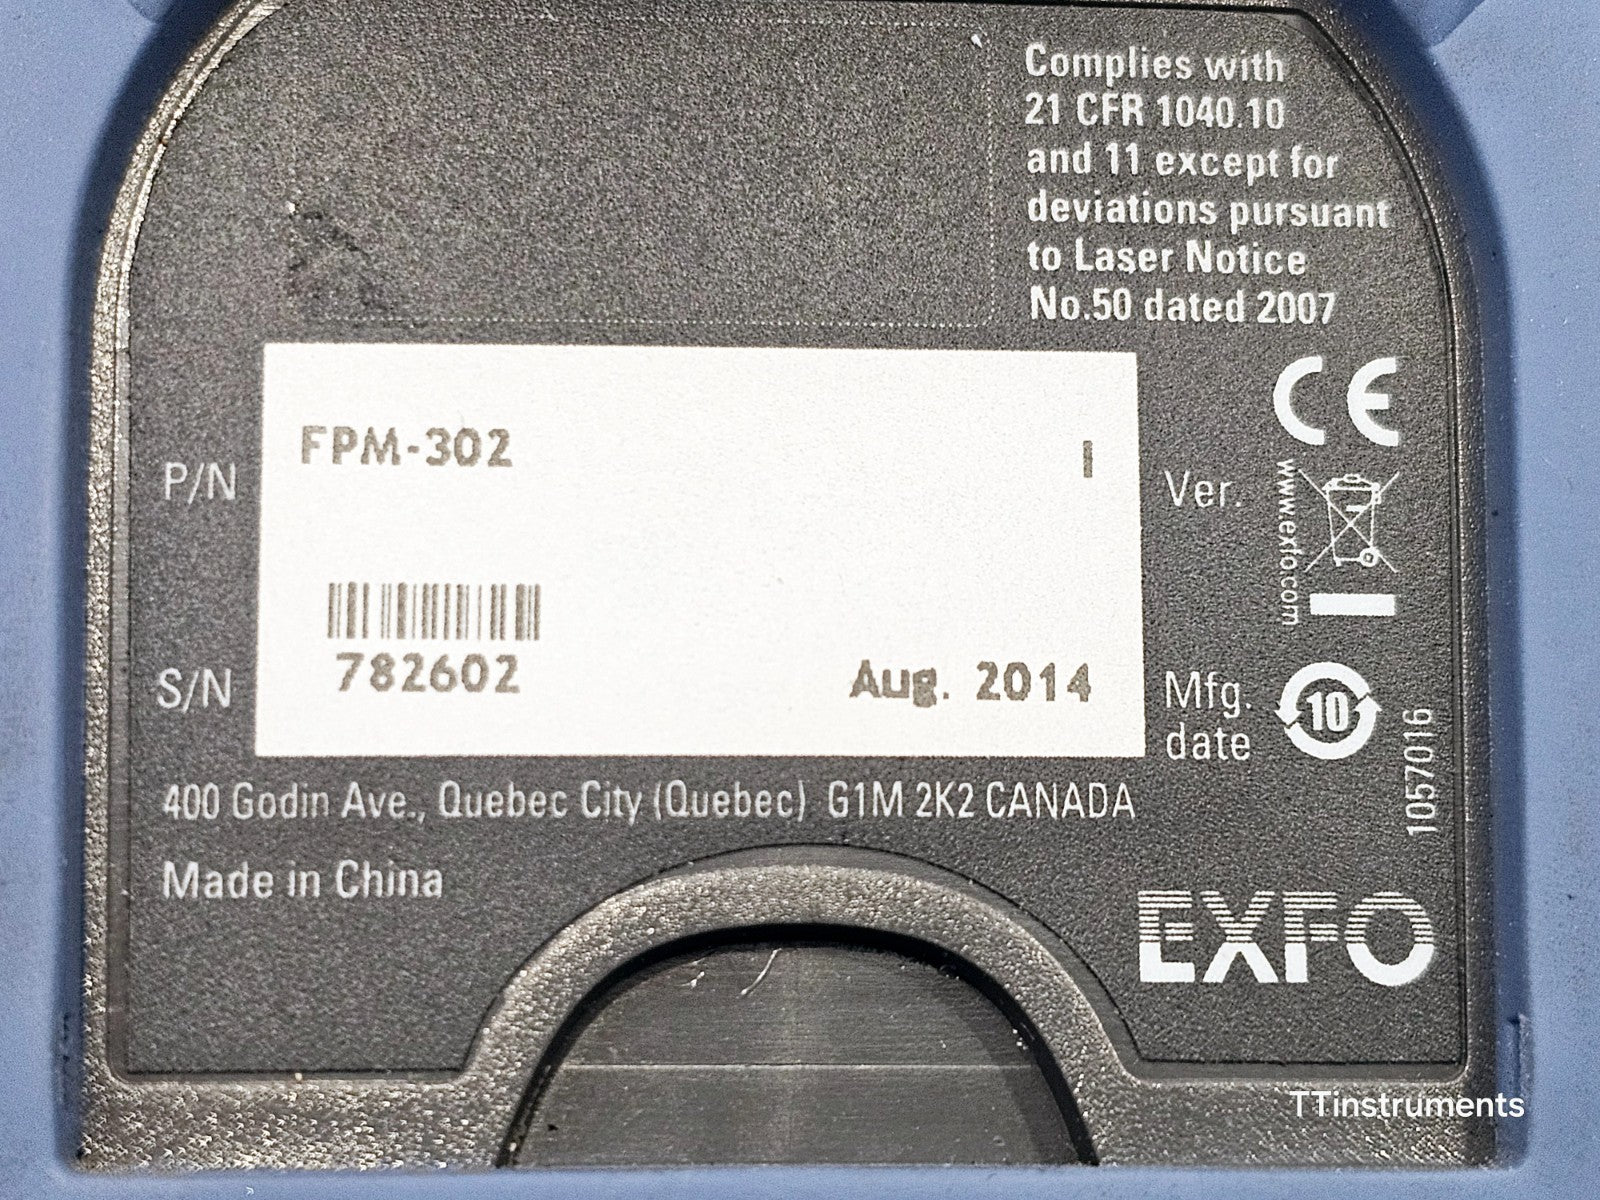 Complies with
21 CFR 1040.10
and 11 except for
deviations pursuant
to Laser Notice
No.50 dated 2007
CE
P/N
FPM-302
I
Ver.
www.exfo.com
782602
S/N
Aug. 2014
Mfg.
date
10
1057016
400 Godin Ave., Quebec City (Quebec) G1M 2K2 CANADA
Made in China
EXFO
TTinstruments